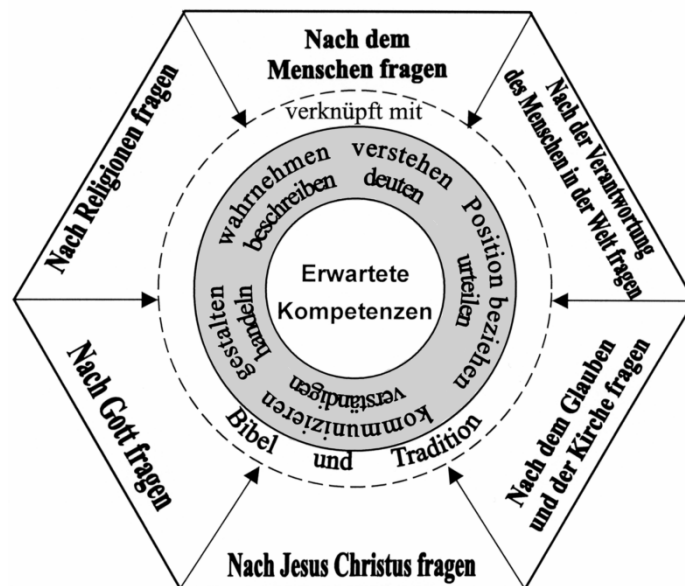 Nach dem
Menschen fragen
Nach der Verantwortung
des Menschen in der Welt fragen
Nach dem Glauben
und der Kirche fragen
Nach Jesus Christus fragen
Nach Gott fragen
Nach Religionen fragen
verknüpft mit
Bibel und Tradition
wahrnehmen
beschreiben
verstehen
deuten
Position beziehen
urteilen
kommunizieren
verständigen
gestalten
handeln
Erwartete
Kompetenzen